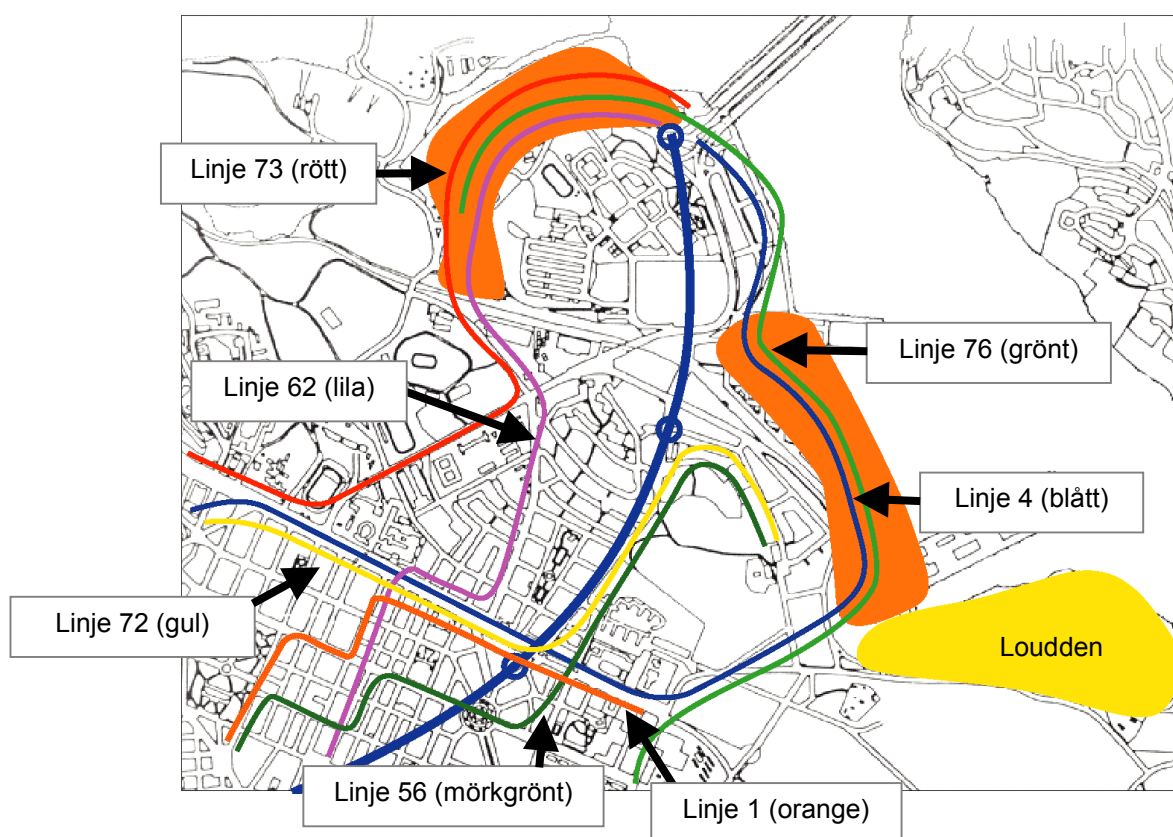 Linje 73 (rött)
Linje 76 (grönt)
Linje 62 (lila)
Linje 4 (blått)
Linje 72 (gul)
Loudden
Linje 56 (mörkgrönt)
Linje 1 (orange)